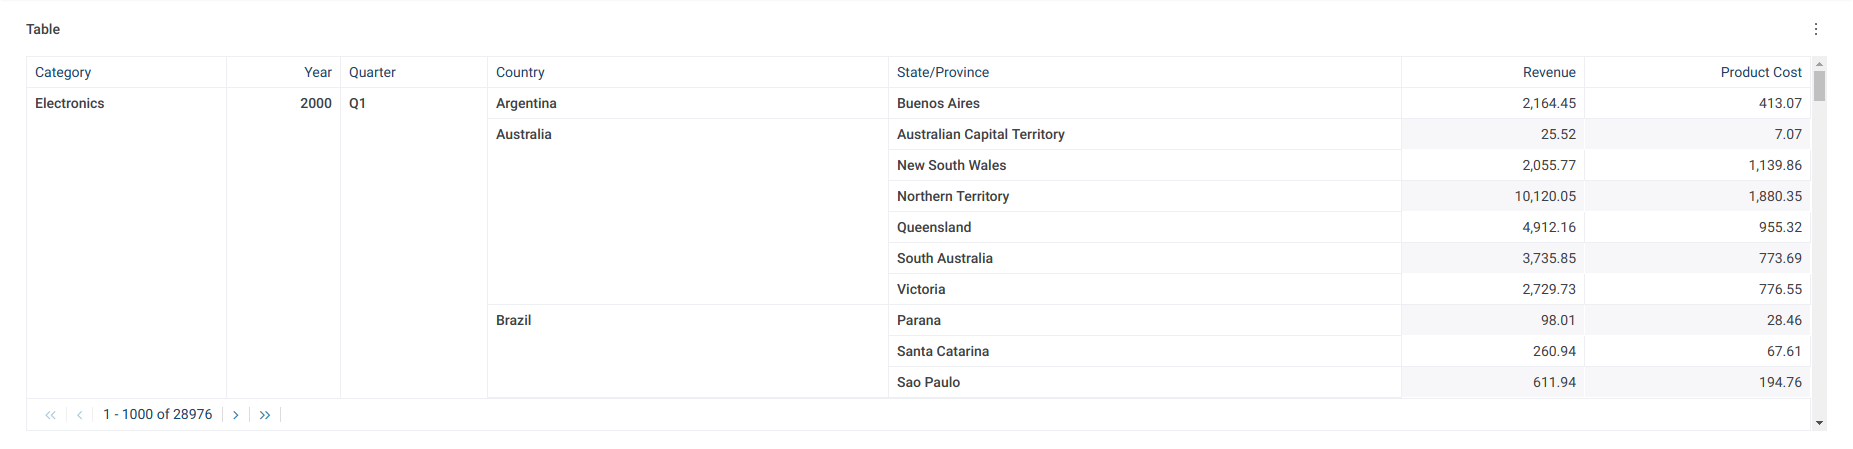 Table
Category Year Quarter Country State/Province Revenue Product Cost
Electronics 2000 Q1 Argentina Buenos Aires 2,164.45 413.07
Australia Australian Capital Territory 25.52 7.07
New South Wales 2,055.77 1,139.86
Northern Territory 10,120.05 1,880.35
Queensland 4,912.16 955.32
South Australia 3,735.85 773.69
Victoria 2,729.73 776.55
Brazil Parana 98.01 28.46
Santa Catarina 260.94 67.61
Sao Paulo 611.94 194.76
1 - 1000 of 28976